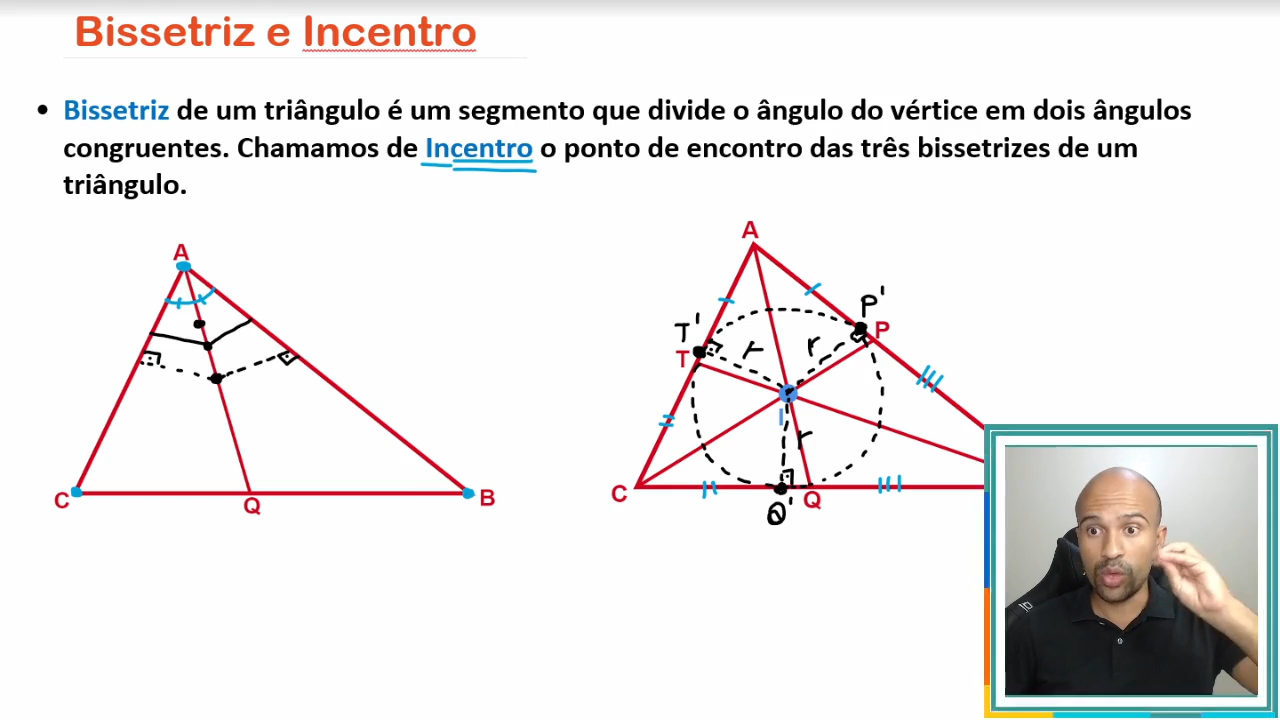 Bissetriz e Incentro
• Bissetriz de um triângulo é um segmento que divide o ângulo do vértice em dois ângulos
congruentes. Chamamos de Incentro o ponto de encontro das três bissetrizes de um
triângulo.
A
C
Q
B
A
P'
T'
P
T
r
r
I
r
C
Q
Q'